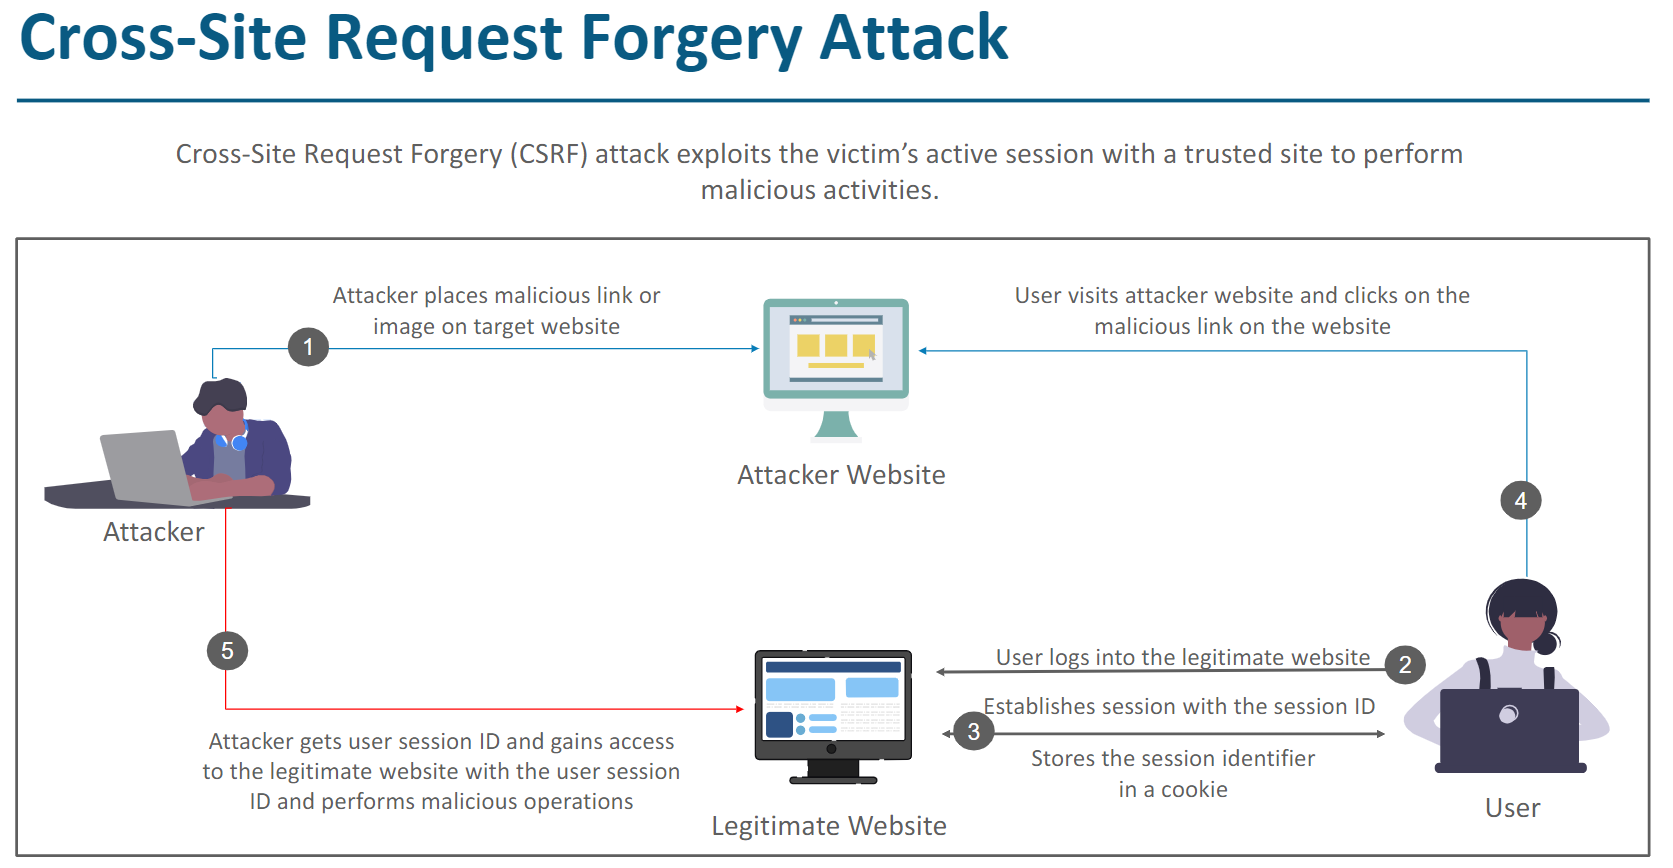 Cross-Site Request Forgery Attack
Cross-Site Request Forgery (CSRF) attack exploits the victim’s active session with a trusted site to perform
malicious activities.
Attacker places malicious link or
image on target website
1
User visits attacker website and clicks on the
malicious link on the website
Attacker Website
4
Attacker
5
User logs into the legitimate website
2
Establishes session with the session ID
3
Stores the session identifier
in a cookie
Attacker gets user session ID and gains access
to the legitimate website with the user session
ID and performs malicious operations
User
Legitimate Website